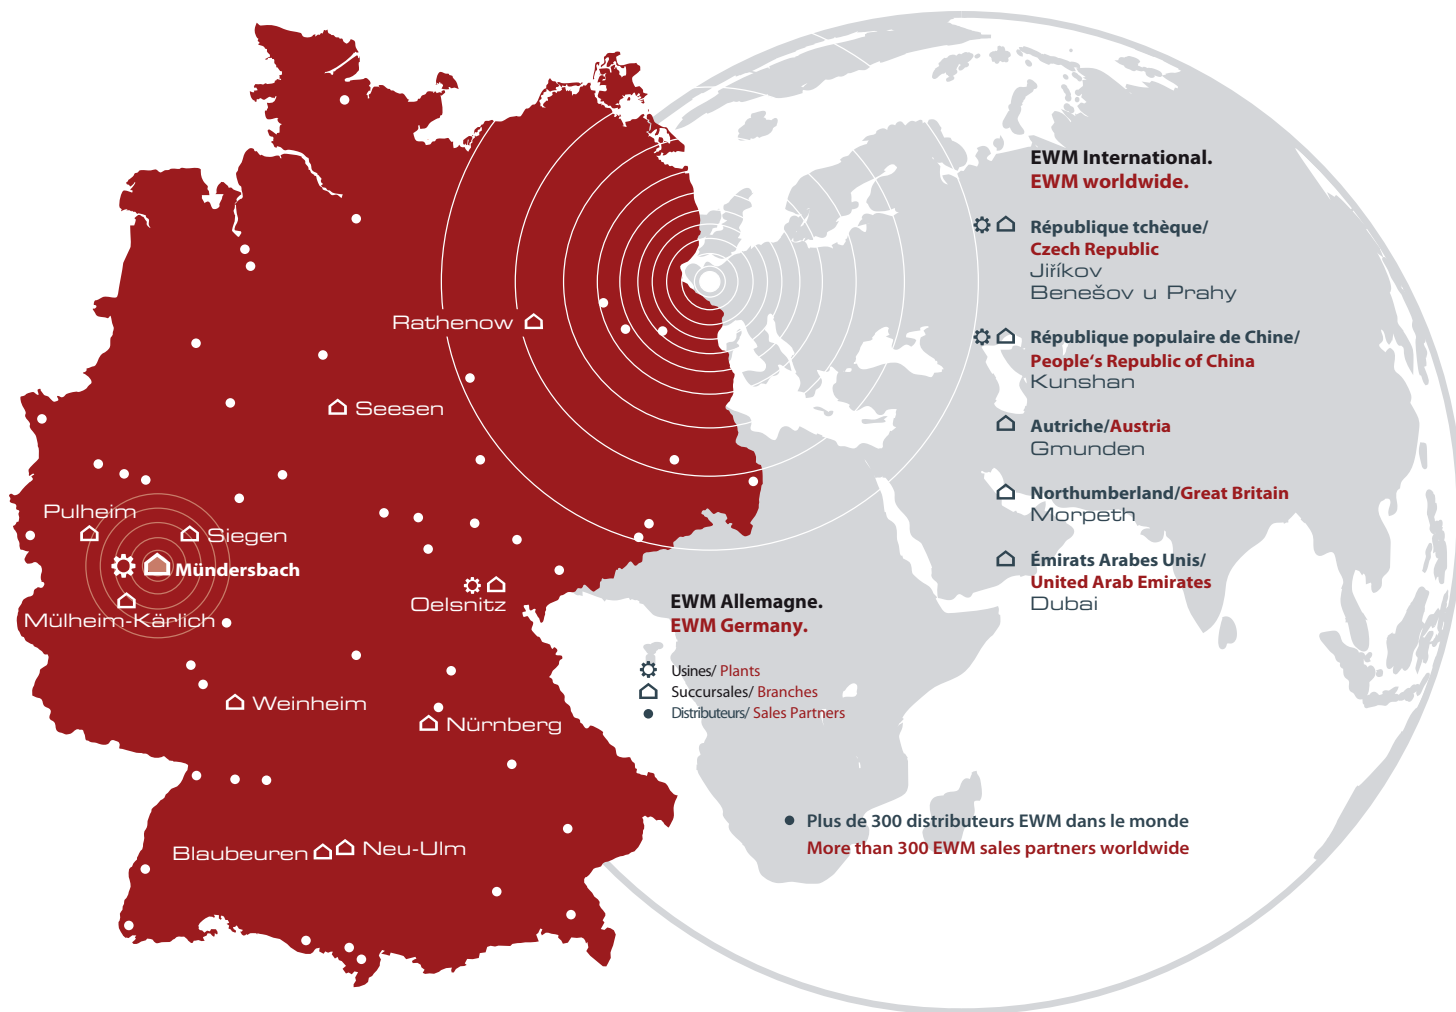 EWM International.
EWM worldwide.
République tchèque/
Czech Republic
Jiříkov
Benešov u Prahy
République populaire de Chine/
People‘s Republic of China
Kunshan
Autriche/Austria
Gmunden
Northumberland/Great Britain
Morpeth
Émirats Arabes Unis/
United Arab Emirates
Dubai
Rathenow
Seesen
Pulheim
Siegen
Mündersbach
Mülheim-Kärlich
Oelsnitz
Weinheim
Nürnberg
Blaubeuren
Neu-Ulm
EWM Allemagne.
EWM Germany.
Usines/ Plants
Succursales/ Branches
Distributeurs/ Sales Partners
Plus de 300 distributeurs EWM dans le monde
More than 300 EWM sales partners worldwide